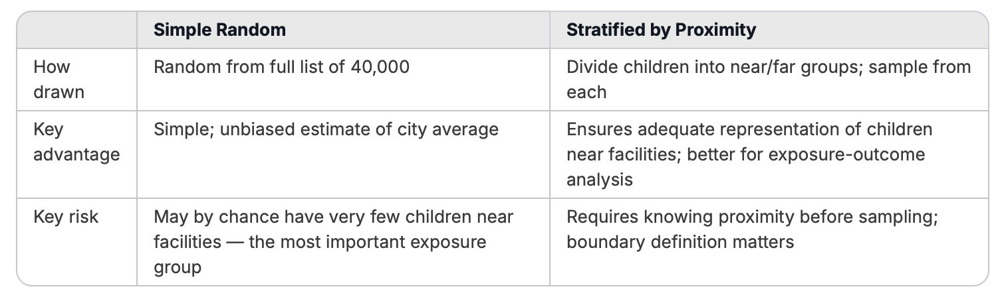 Simple Random
Stratified by Proximity
How
drawn
Random from full list of 40,000
Divide children into near/far groups; sample from
each
Key
advantage
Simple; unbiased estimate of city average
Ensures adequate representation of children
near facilities; better for exposure-outcome
analysis
Key risk
May by chance have very few children near
facilities — the most important exposure
group
Requires knowing proximity before sampling;
boundary definition matters